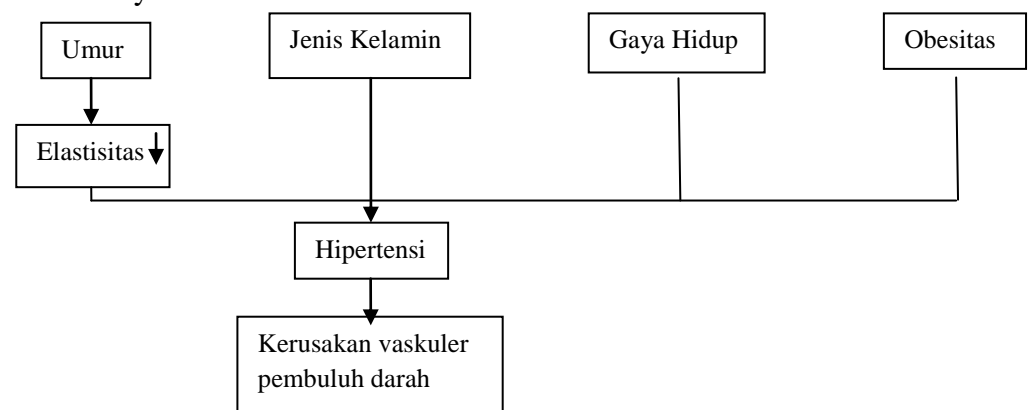 Umur
Jenis Kelamin
Gaya Hidup
Obesitas
Elastisitas
Hipertensi
Kerusakan vaskuler
pembuluh darah